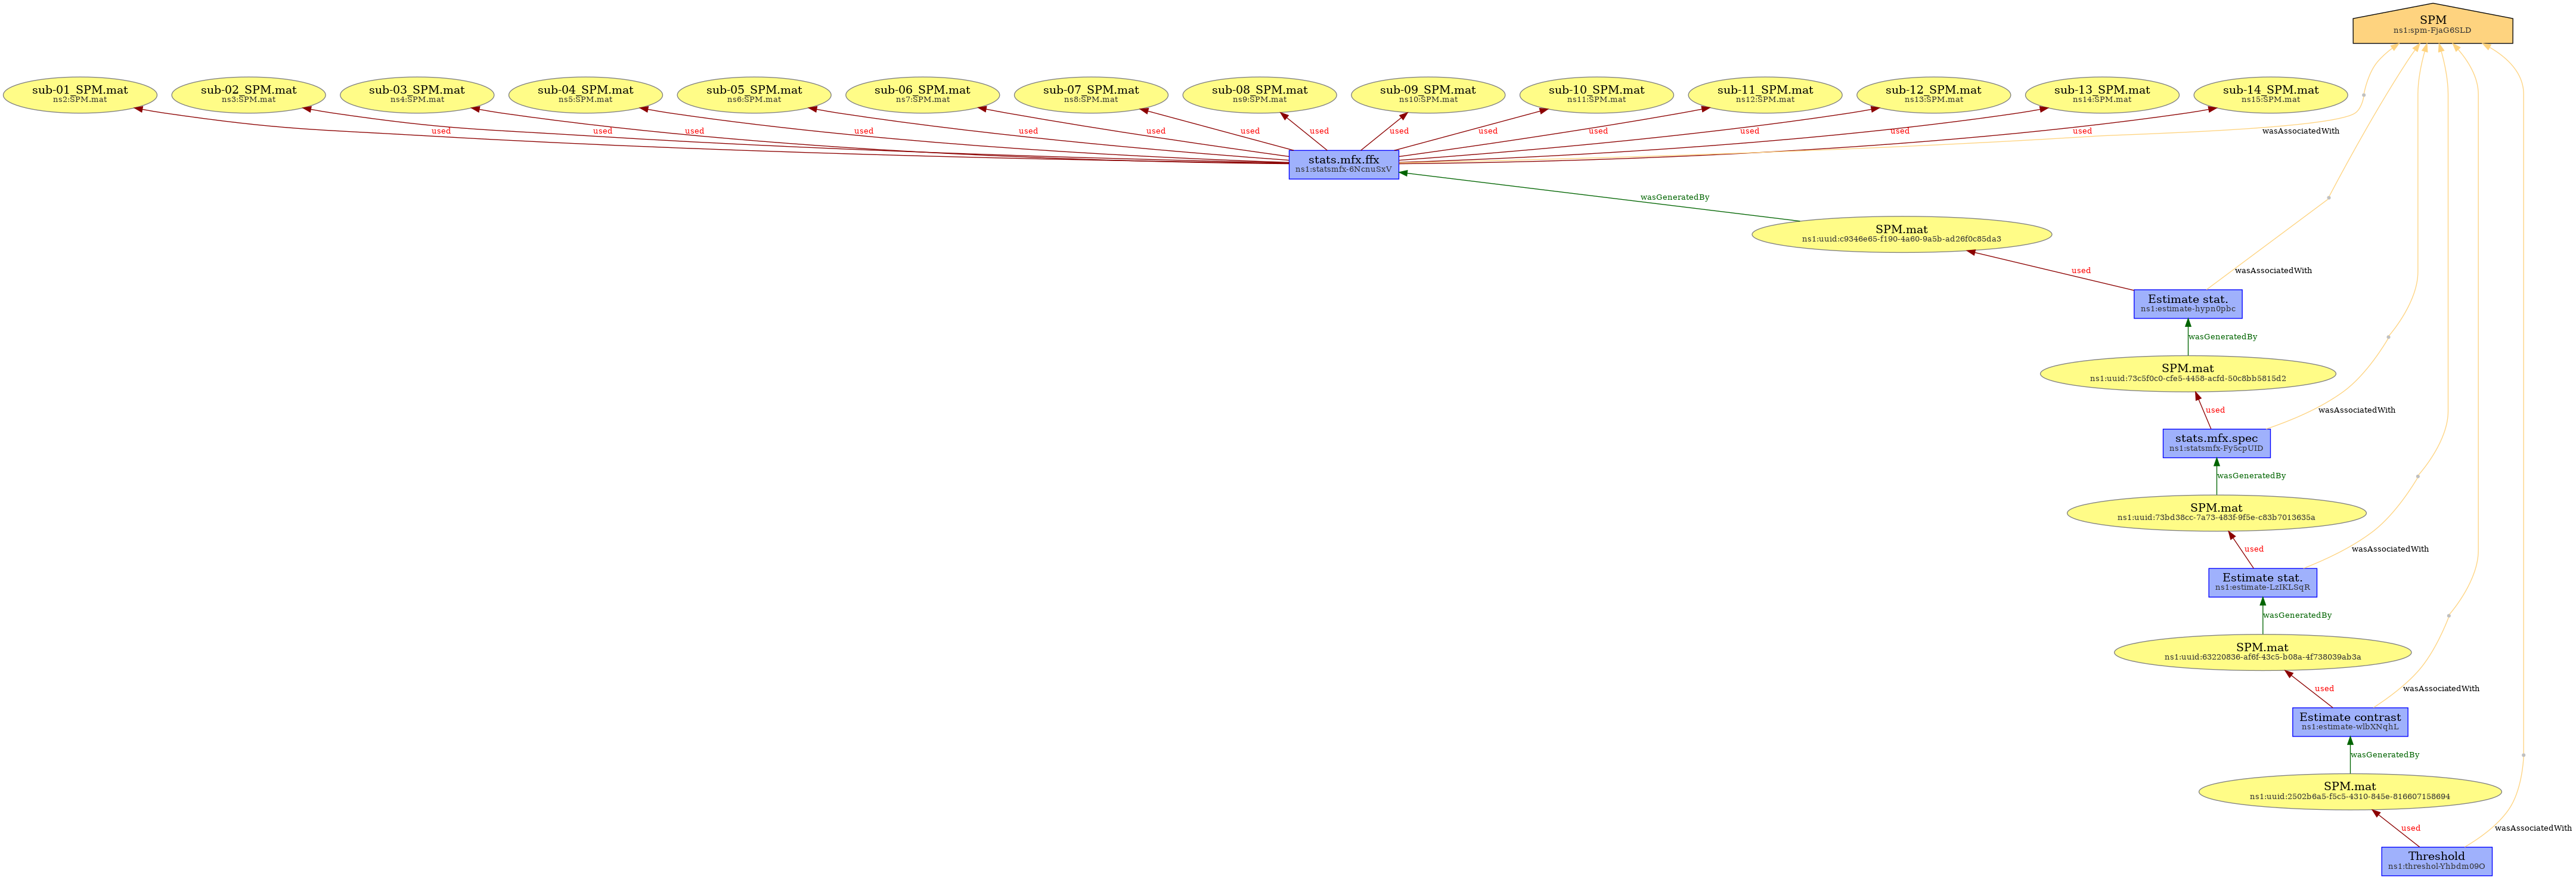 SPM
ns1:spm-FjaG6SLD
sub-01_SPM.mat
ns2:SPM.mat
sub-02_SPM.mat
ns3:SPM.mat
sub-03_SPM.mat
ns4:SPM.mat
sub-04_SPM.mat
ns5:SPM.mat
sub-05_SPM.mat
ns6:SPM.mat
sub-06_SPM.mat
ns7:SPM.mat
sub-07_SPM.mat
ns8:SPM.mat
sub-08_SPM.mat
ns9:SPM.mat
sub-09_SPM.mat
ns10:SPM.mat
sub-10_SPM.mat
ns11:SPM.mat
sub-11_SPM.mat
ns12:SPM.mat
sub-12_SPM.mat
ns13:SPM.mat
sub-13_SPM.mat
ns14:SPM.mat
sub-14_SPM.mat
ns15:SPM.mat
used
used
used
used
used
used
used
used
used
used
used
used
used
used
wasAssociatedWith
stats.mfx.ffx
ns1:statsmfx-6NcnuSxV
wasGeneratedBy
SPM.mat
ns1:uuid:c9346e65-f190-4a60-9a5b-ad26f0c85da3
used
wasAssociatedWith
Estimate stat.
ns1:estimate-hypn0pbc
wasGeneratedBy
SPM.mat
ns1:uuid:73c5f0c0-cfe5-4458-acfd-50c8bb5815d2
used
wasAssociatedWith
stats.mfx.spec
ns1:statsmfx-Fy5cpUID
wasGeneratedBy
SPM.mat
ns1:uuid:73bd38cc-7a73-483f-9f5e-c83b7013635a
used
wasAssociatedWith
Estimate stat.
ns1:estimate-LzIKLSqR
wasGeneratedBy
SPM.mat
ns1:uuid:63220836-af6f-43c5-b08a-4f738039ab3a
used
wasAssociatedWith
Estimate contrast
ns1:estimate-wlbXNqhL
wasGeneratedBy
SPM.mat
ns1:uuid:2502b6a5-f5c5-4310-845e-816607158694
used
wasAssociatedWith
Threshold
ns1:threshol-Yhbdm09O